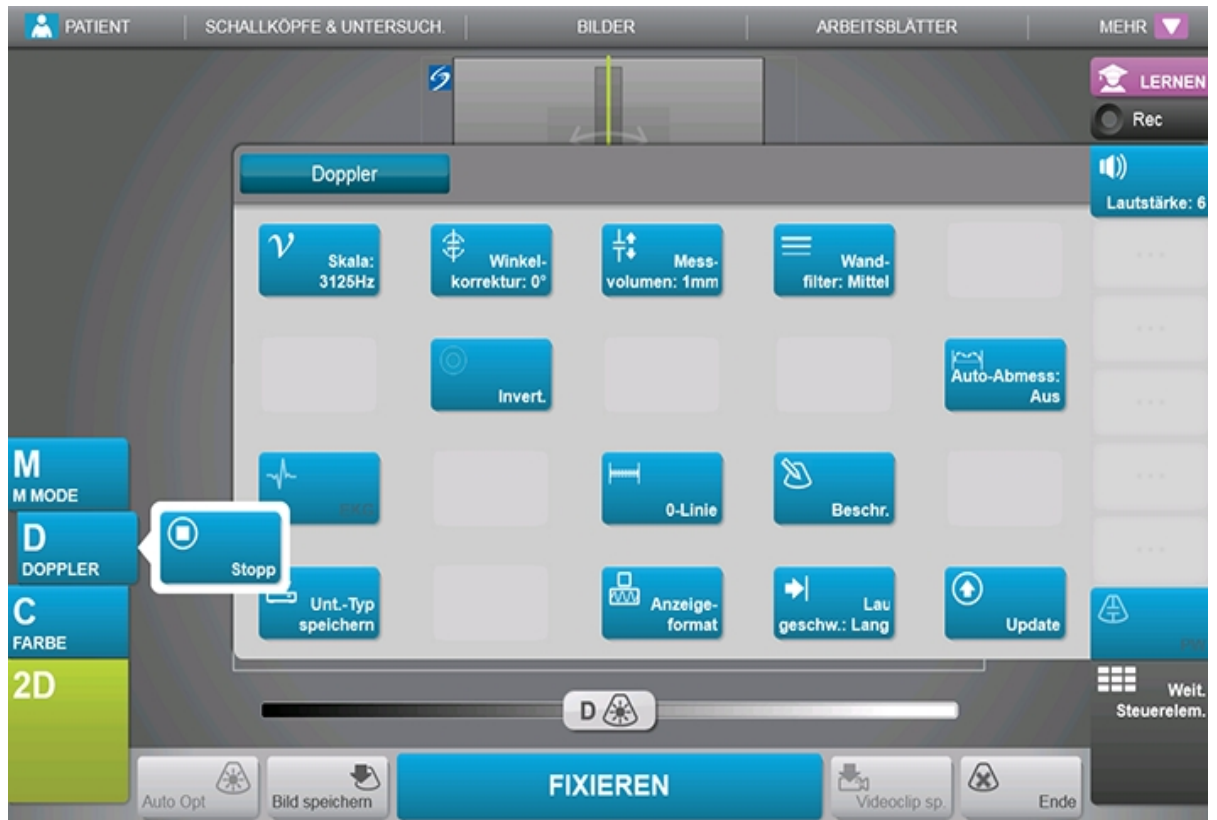 PATIENT
SCHALLKÖPFE & UNTERSUCH.
BILDER
ARBEITSBLÄTTER
MEHR
LERNEN
Rec
Doppler
Lautstärke: 6
Skala:
3125Hz
Winkel-
korrektur: 0°
Mess-
volumen: 1mm
Wand-
filter: Mittel
Invert.
Auto-Abmess:
Aus
M
M MODE
EKG
0-Linie
Beschr.
D
DOPPLER
Stopp
Unt.-Typ
speichern
Anzeige-
format
Lau
geschw.: Lang
Update
C
FARBE
PW
2D
Weit.
Steuerelem.
D
Auto Opt
Bild speichern
FIXIEREN
Videoclip sp.
Ende